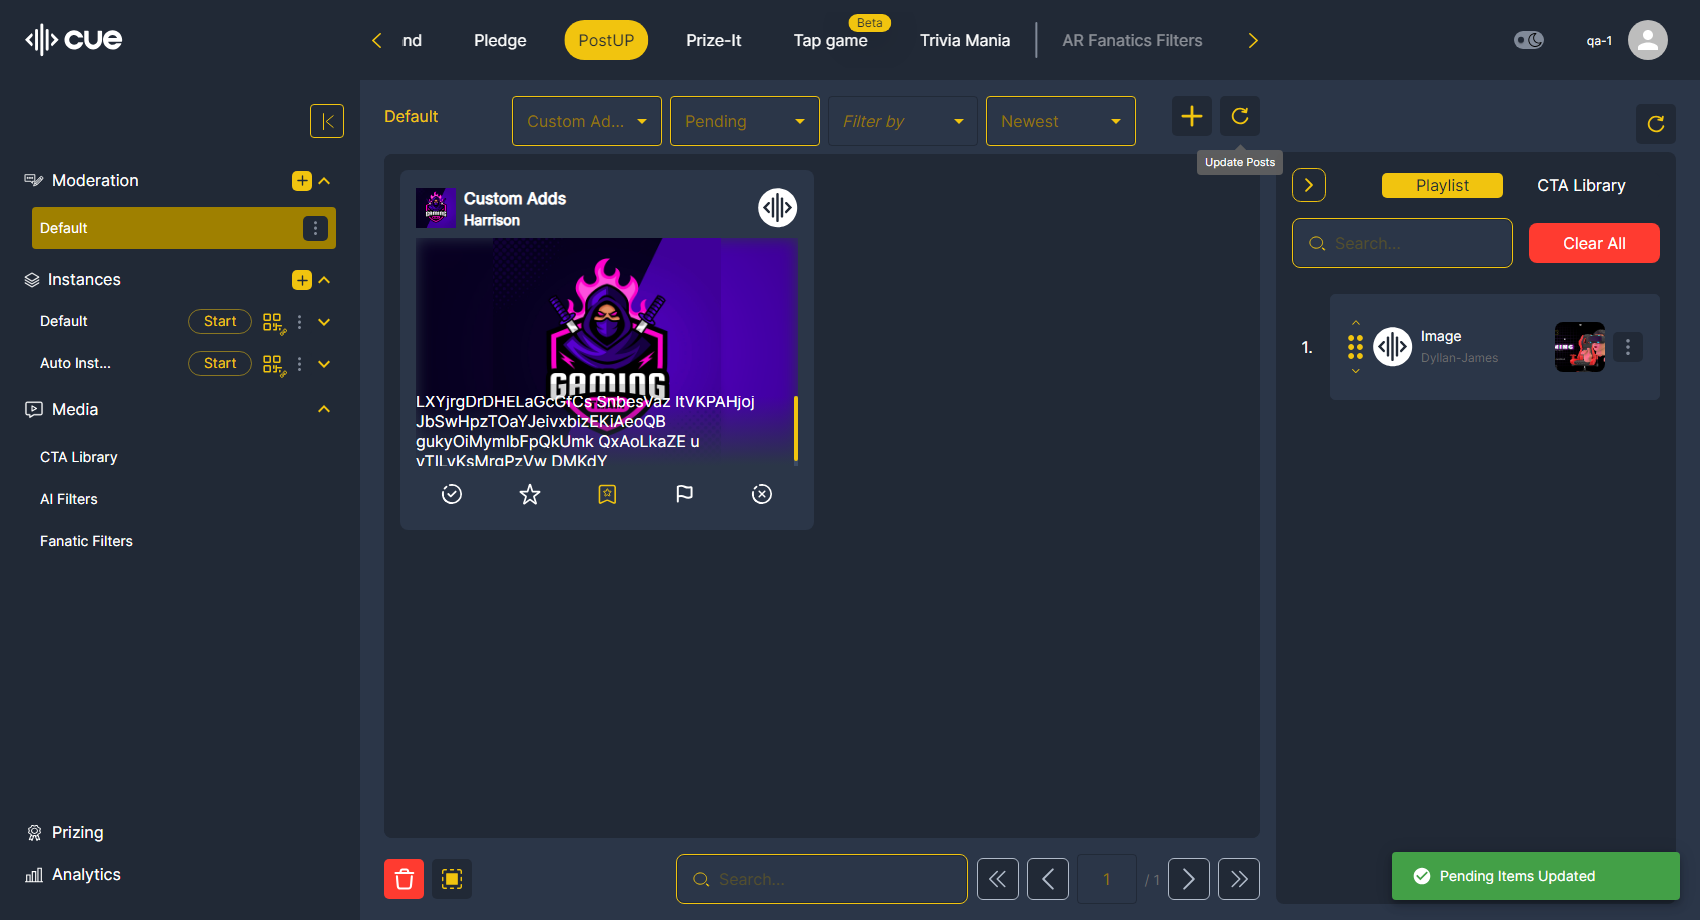 cue
Pledge
PostUP
Prize-It
Tap game
Beta
Trivia Mania
AR Fanatics Filters
qa-1
Moderation
Default
Instances
Default
Start
Auto Inst...
Start
Media
CTA Library
AI Filters
Fanatic Filters
Prizing
Analytics
Default
Custom Ad...
Pending
Filter by
Newest
Update Posts
Custom Adds
Harrison
GAMING
LXYjrgDrDHELaGcGfCs SnbesVaz ItVKPAHjoj
JbSwHpzTOaYJeivxbizEKiAeoQB
gukyOiMymlbFpQkUmk QxAoLkaZE u
vTILvKsMrqPzVw DMKdY
Search...
1
/ 1
Playlist
CTA Library
Search...
Clear All
1.
Image
Dyllan-James
Pending Items Updated